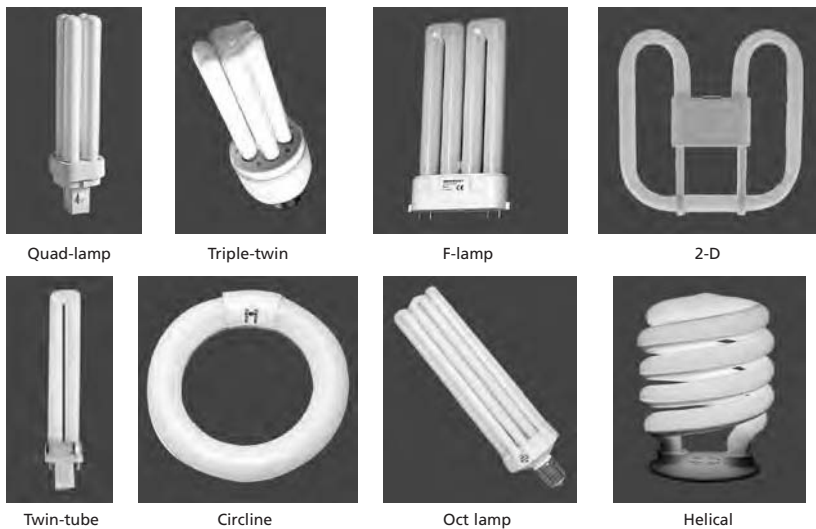 Quad-lamp
Triple-twin
F-lamp
2-D
Twin-tube
Circline
Oct lamp
Helical